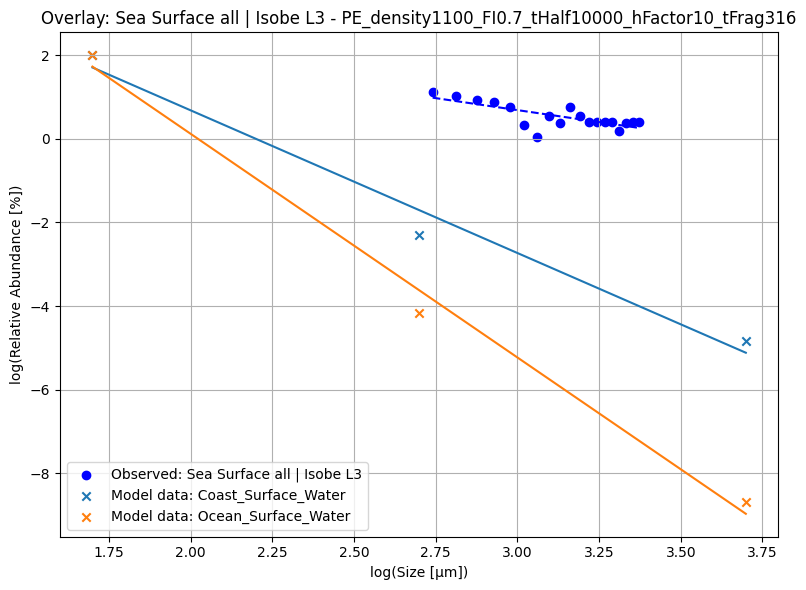 Overlay: Sea Surface all | Isobe L3 - PE_density1100_FI0.7_tHalf10000_hFactor10_tFrag316
log(Relative Abundance [%])
2
0
−2
−4
−6
−8
Observed: Sea Surface all | Isobe L3
Model data: Coast_Surface_Water
Model data: Ocean_Surface_Water
1.75 2.00 2.25 2.50 2.75 3.00 3.25 3.50 3.75
log(Size [μm])